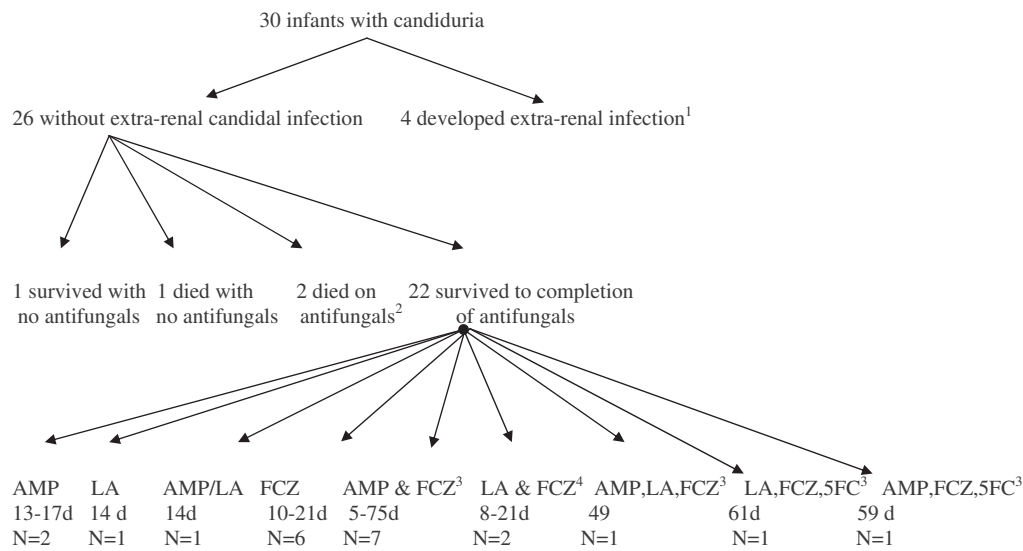 30 infants with candiduria
26 without extra-renal candidal infection 4 developed extra-renal infection1
1 survived with 1 died with 2 died on 22 survived to completion
no antifungals no antifungals antifungals2 of antifungals
AMP LA AMP/LA FCZ AMP & FCZ3 LA & FCZ4 AMP,LA,FCZ3 LA,FCZ,5FC3 AMP,FCZ,5FC3
13-17d 14 d 14d 10-21d 5-75d 8-21d 49 61d 59 d
N=2 N=1 N=1 N=6 N=7 N=2 N=1 N=1 N=1